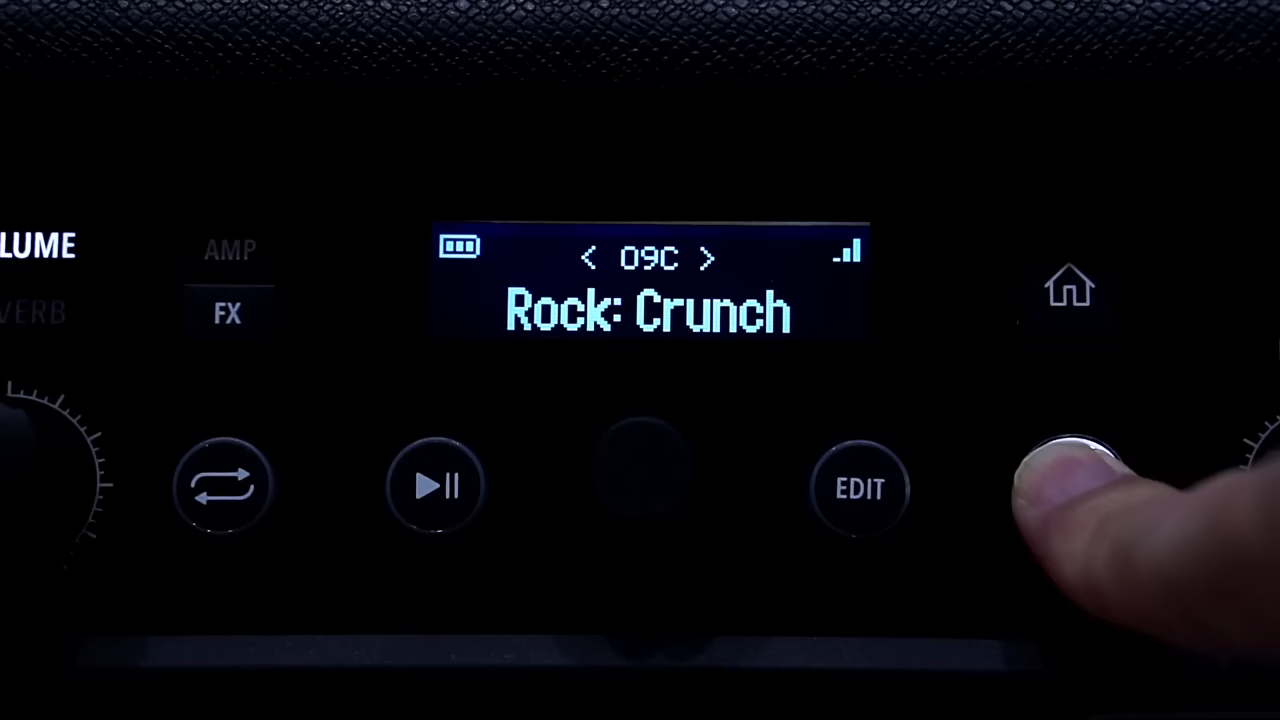 LUME
VERB
AMP
FX
< 09C >
Rock: Crunch
EDIT